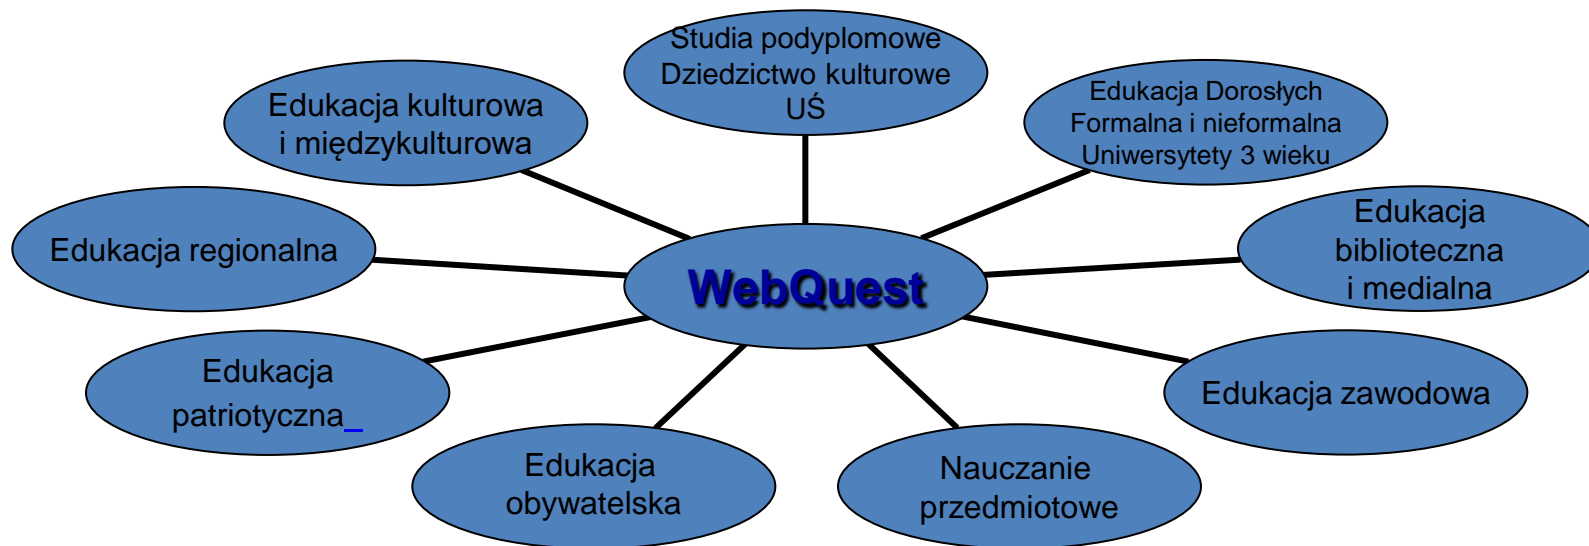 Studia podyplomowe
Dziedzictwo kulturowe
UŚ
Edukacja kulturowa
i międzykulturowa
Edukacja Dorosłych
Formalna i nieformalna
Uniwersytety 3 wieku
Edukacja regionalna
Edukacja
biblioteczna
i medialna
WebQuest
Edukacja
patriotyczna_
Edukacja zawodowa
Edukacja
obywatelska
Nauczanie
przedmiotowe